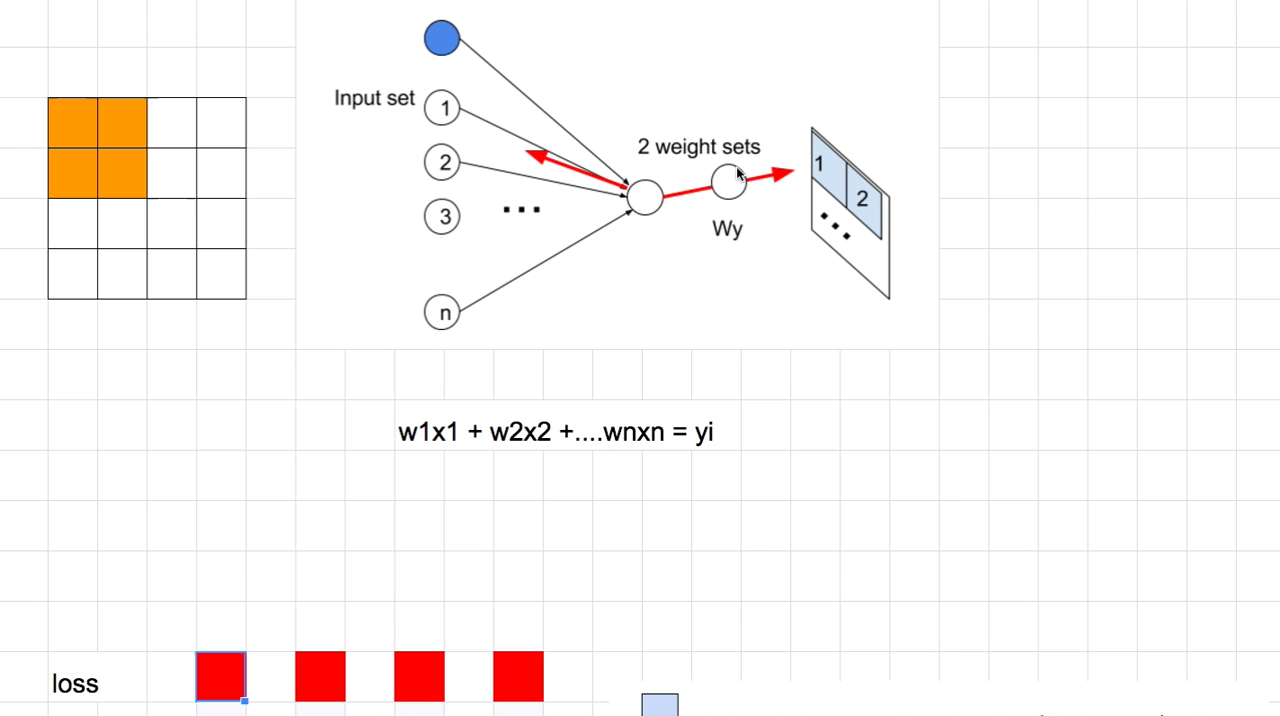 Input set
1
2
3
...
n
2 weight sets
Wy
1
2
...
w1x1 + w2x2 +....wnxn = yi
loss